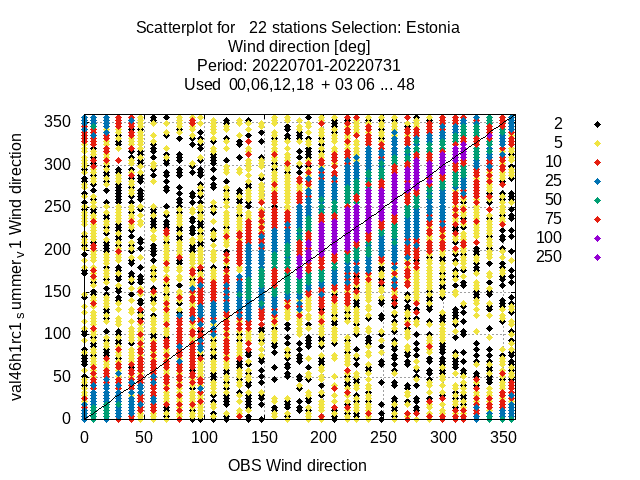 Scatterplot for 22 stations Selection: Estonia
Wind direction [deg]
Period: 20220701-20220731
Used 00,06,12,18 + 03 06 ... 48
val46h1rc1 summerv1 Wind direction
350
300
250
200
150
100
50
0
0 50 100 150 200 250 300 350
OBS Wind direction
2
5
10
25
50
75
100
250